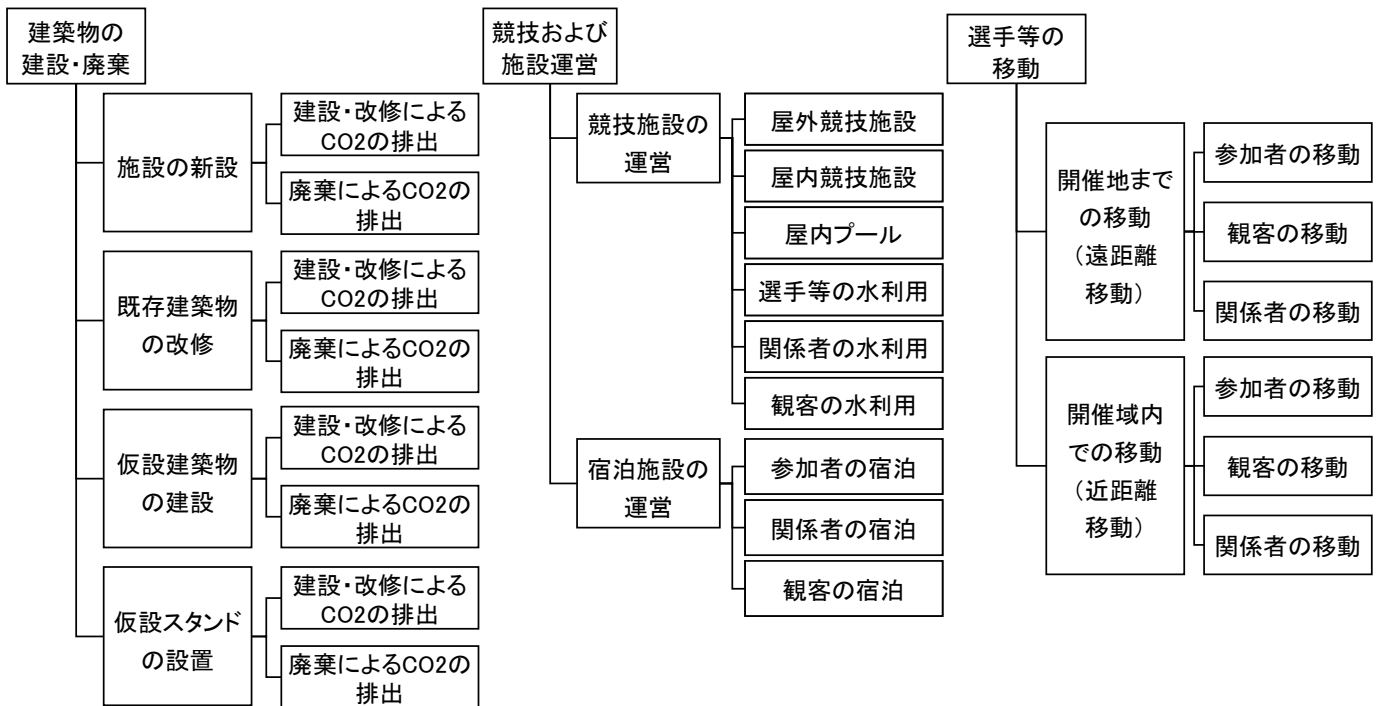 建築物の
建設・廃棄
施設の新設
建設・改修による
CO2の排出
廃棄によるCO2の
排出
既存建築物
の改修
建設・改修による
CO2の排出
廃棄によるCO2の
排出
仮設建築物
の建設
建設・改修による
CO2の排出
廃棄によるCO2の
排出
仮設スタンド
の設置
建設・改修による
CO2の排出
廃棄によるCO2の
排出
競技および
施設運営
競技施設の
運営
屋外競技施設
屋内競技施設
屋内プール
選手等の水利用
関係者の水利用
観客の水利用
宿泊施設の
運営
参加者の宿泊
関係者の宿泊
観客の宿泊
選手等の
移動
開催地まで
の移動
（遠距離
移動）
参加者の移動
観客の移動
関係者の移動
開催域内
での移動
（近距離
移動）
参加者の移動
観客の移動
関係者の移動